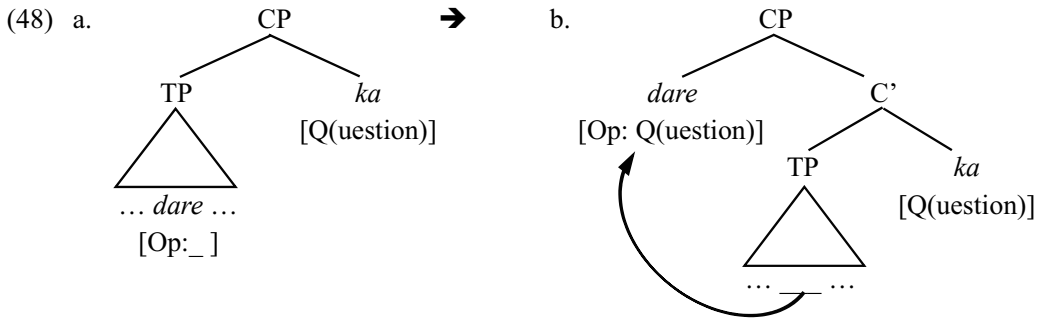 (48) a. CP ➔ b. CP
TP ka dare C’
[Q(uestion)] [Op: Q(uestion)]
TP ka
… dare … [Q(uestion)]
[Op:_ ]
… ___ …